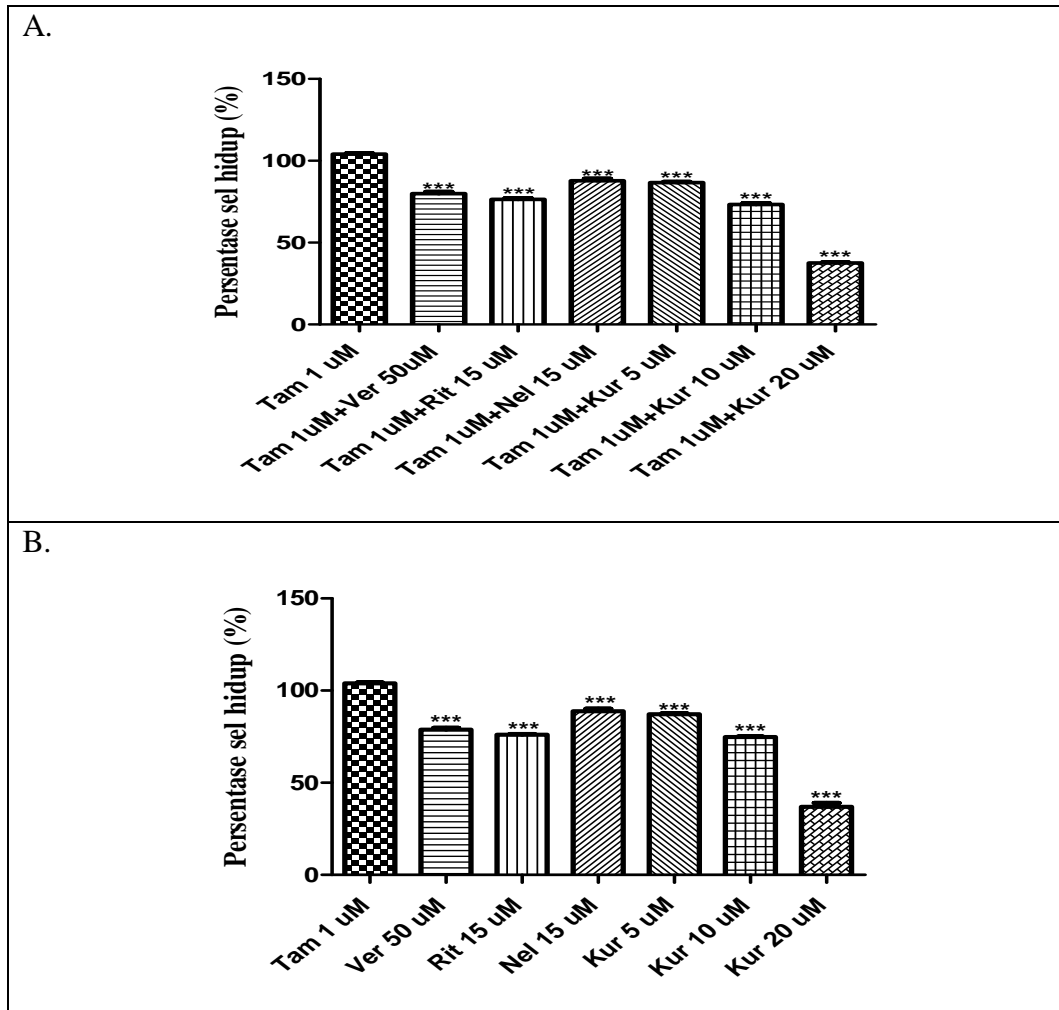 A.
Persentase sel hidup (%)
150
100
50
0
***
***
***
***
***
***
Tam 1 uM
Tam 1uM+Ver 50uM
Tam 1uM+Rit 15 uM
Tam 1uM+Nel 15 uM
Tam 1uM+Kur 5 uM
Tam 1uM+Kur 10 uM
Tam 1uM+Kur 20 uM
B.
Persentase sel hidup (%)
150
100
50
0
***
***
***
***
***
***
Tam 1 uM
Ver 50 uM
Rit 15 uM
Nel 15 uM
Kur 5 uM
Kur 10 uM
Kur 20 uM